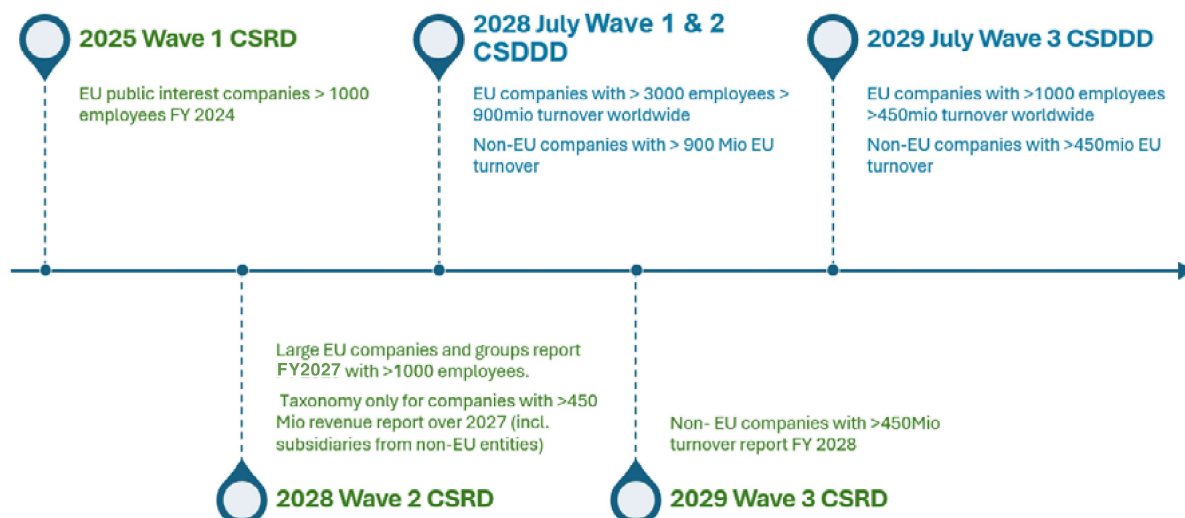 2025 Wave 1 CSRD
EU public interest companies > 1000
employees FY 2024
2028 July Wave 1 & 2
CSDDD
EU companies with > 3000 employees >
900mio turnover worldwide
Non-EU companies with > 900 Mio EU
turnover
2029 July Wave 3 CSDDD
EU companies with >1000 employees
>450mio turnover worldwide
Non-EU companies with >450mio EU
turnover
Large EU companies and groups report
FY2027 with >1000 employees.
Taxonomy only for companies with >450
Mio revenue report over 2027 (incl.
subsidiaries from non-EU entities)
2028 Wave 2 CSRD
Non- EU companies with >450Mio
turnover report FY 2028
2029 Wave 3 CSRD